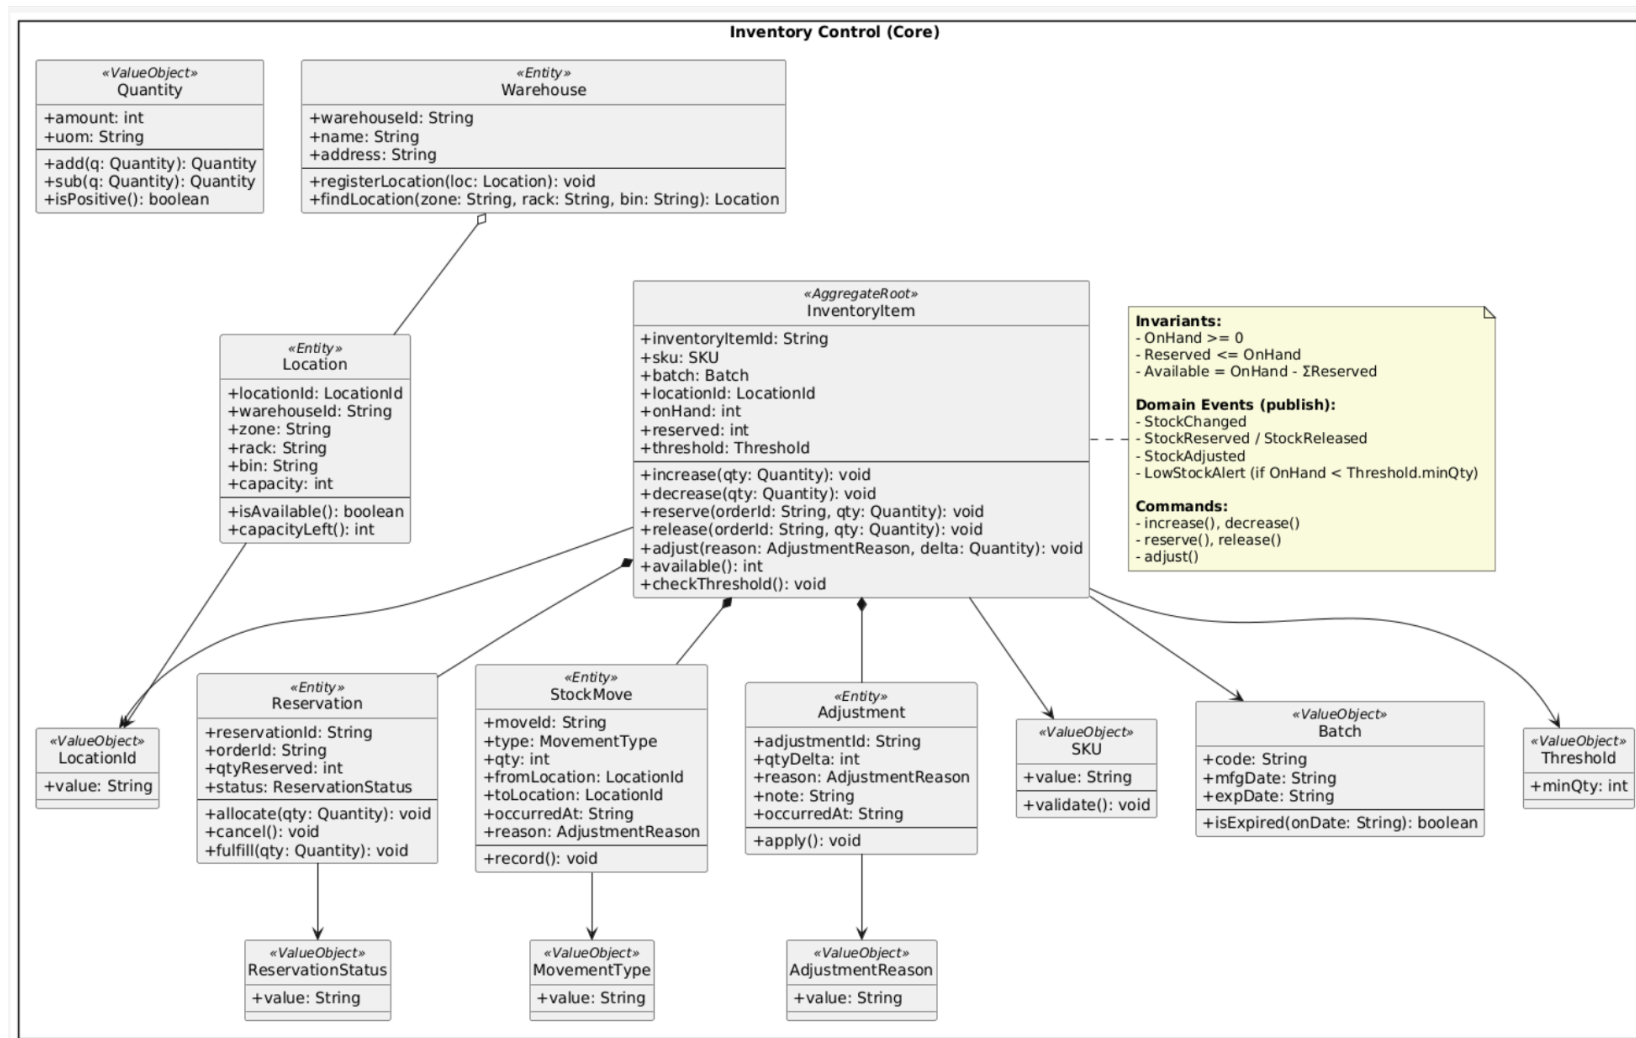 Inventory Control (Core)
«ValueObject»
Quantity
+amount: int
+uom: String
+add(q: Quantity): Quantity
+sub(q: Quantity): Quantity
+isPositive(): boolean
«Entity»
Warehouse
+warehouseId: String
+name: String
+address: String
+registerLocation(loc: Location): void
+findLocation(zone: String, rack: String, bin: String): Location
«Entity»
Location
+locationId: LocationId
+warehouseId: String
+zone: String
+rack: String
+bin: String
+capacity: int
+isAvailable(): boolean
+capacityLeft(): int
«AggregateRoot»
InventoryItem
+inventoryItemId: String
+sku: SKU
+batch: Batch
+locationId: LocationId
+onHand: int
+reserved: int
+threshold: Threshold
+increase(qty: Quantity): void
+decrease(qty: Quantity): void
+reserve(orderId: String, qty: Quantity): void
+release(orderId: String, qty: Quantity): void
+adjust(reason: AdjustmentReason, delta: Quantity): void
+available(): int
+checkThreshold(): void
Invariants:
- OnHand >= 0
- Reserved <= OnHand
- Available = OnHand - ΣReserved
Domain Events (publish):
- StockChanged
- StockReserved / StockReleased
- StockAdjusted
- LowStockAlert (if OnHand < Threshold.minQty)
Commands:
- increase(), decrease()
- reserve(), release()
- adjust()
«ValueObject»
LocationId
+value: String
«Entity»
Reservation
+reservationId: String
+orderId: String
+qtyReserved: int
+status: ReservationStatus
+allocate(qty: Quantity): void
+cancel(): void
+fulfill(qty: Quantity): void
«Entity»
StockMove
+moveId: String
+type: MovementType
+qty: int
+fromLocation: LocationId
+toLocation: LocationId
+occurredAt: String
+reason: AdjustmentReason
+record(): void
«Entity»
Adjustment
+adjustmentId: String
+qtyDelta: int
+reason: AdjustmentReason
+note: String
+occurredAt: String
+apply(): void
«ValueObject»
SKU
+value: String
+validate(): void
«ValueObject»
Batch
+code: String
+mfgDate: String
+expDate: String
+isExpired(onDate: String): boolean
«ValueObject»
Threshold
+minQty: int
«ValueObject»
ReservationStatus
+value: String
«ValueObject»
MovementType
+value: String
«ValueObject»
AdjustmentReason
+value: String